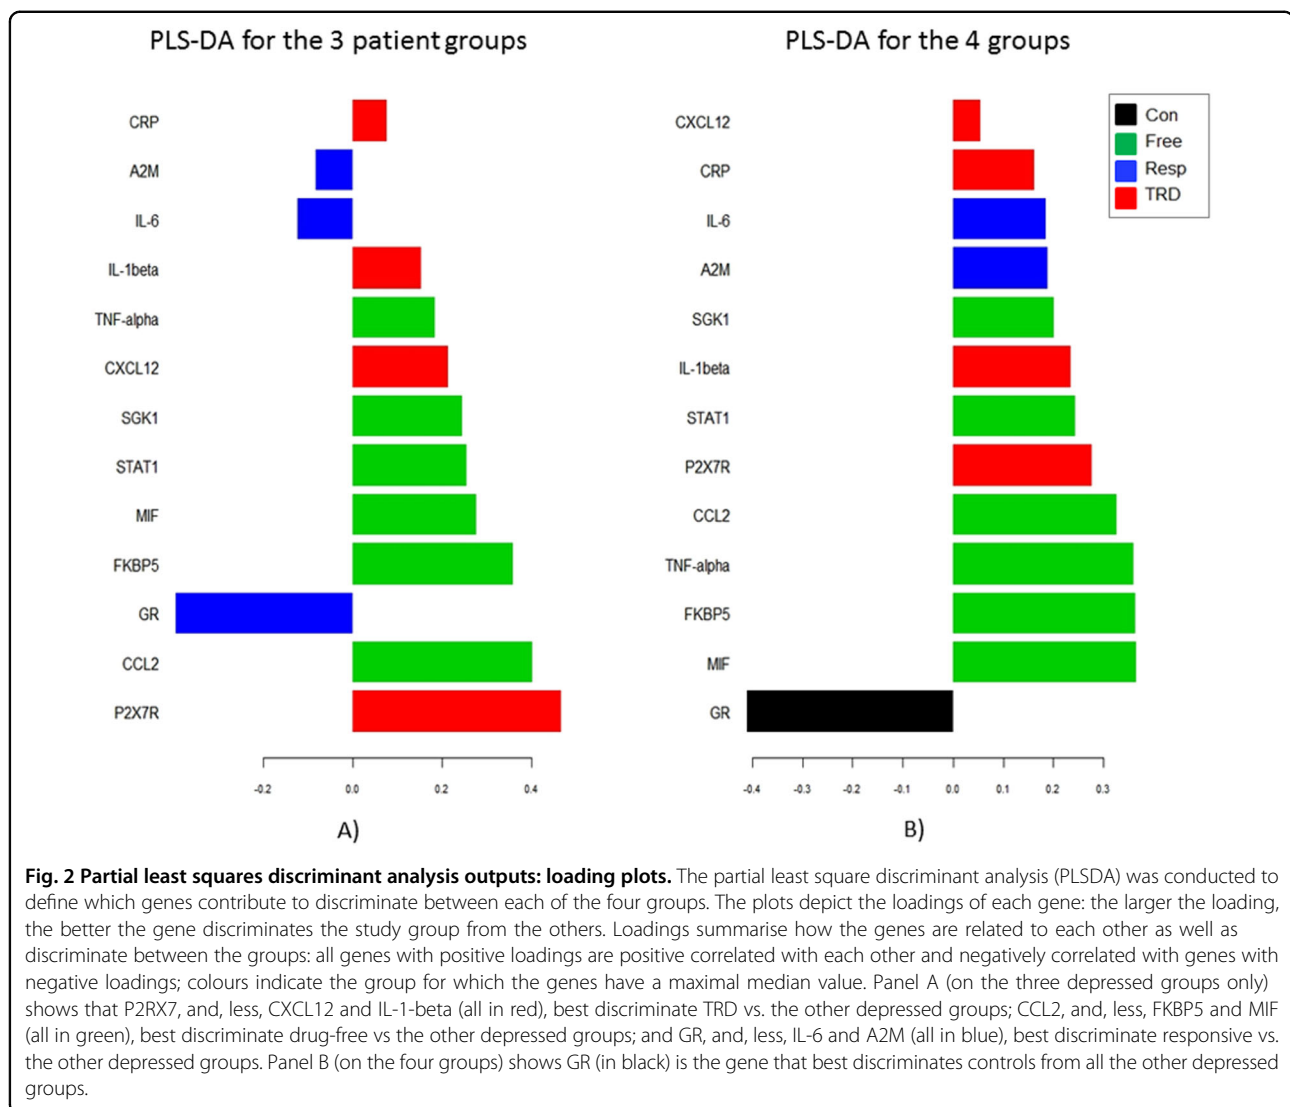 PLS-DA for the 3 patient groups
CRP
A2M
IL-6
IL-1beta
TNF-alpha
CXCL12
SGK1
STAT1
MIF
FKBP5
GR
CCL2
P2X7R
-0.2 0.0 0.2 0.4
A)
PLS-DA for the 4 groups
CXCL12
CRP
IL-6
A2M
SGK1
IL-1beta
STAT1
P2X7R
CCL2
TNF-alpha
FKBP5
MIF
GR
-0.4 -0.3 -0.2 -0.1 0.0 0.1 0.2 0.3
B)
Con
Free
Resp
TRD
Fig. 2 Partial least squares discriminant analysis outputs: loading plots. The partial least square discriminant analysis (PLSDA) was conducted to
define which genes contribute to discriminate between each of the four groups. The plots depict the loadings of each gene: the larger the loading,
the better the gene discriminates the study group from the others. Loadings summarise how the genes are related to each other as well as
discriminate between the groups: all genes with positive loadings are positive correlated with each other and negatively correlated with genes with
negative loadings; colours indicate the group for which the genes have a maximal median value. Panel A (on the three depressed groups only)
shows that P2RX7, and, less, CXCL12 and IL-1-beta (all in red), best discriminate TRD vs. the other depressed groups; CCL2, and, less, FKBP5 and MIF
(all in green), best discriminate drug-free vs the other depressed groups; and GR, and, less, IL-6 and A2M (all in blue), best discriminate responsive vs.
the other depressed groups. Panel B (on the four groups) shows GR (in black) is the gene that best discriminates controls from all the other depressed
groups.